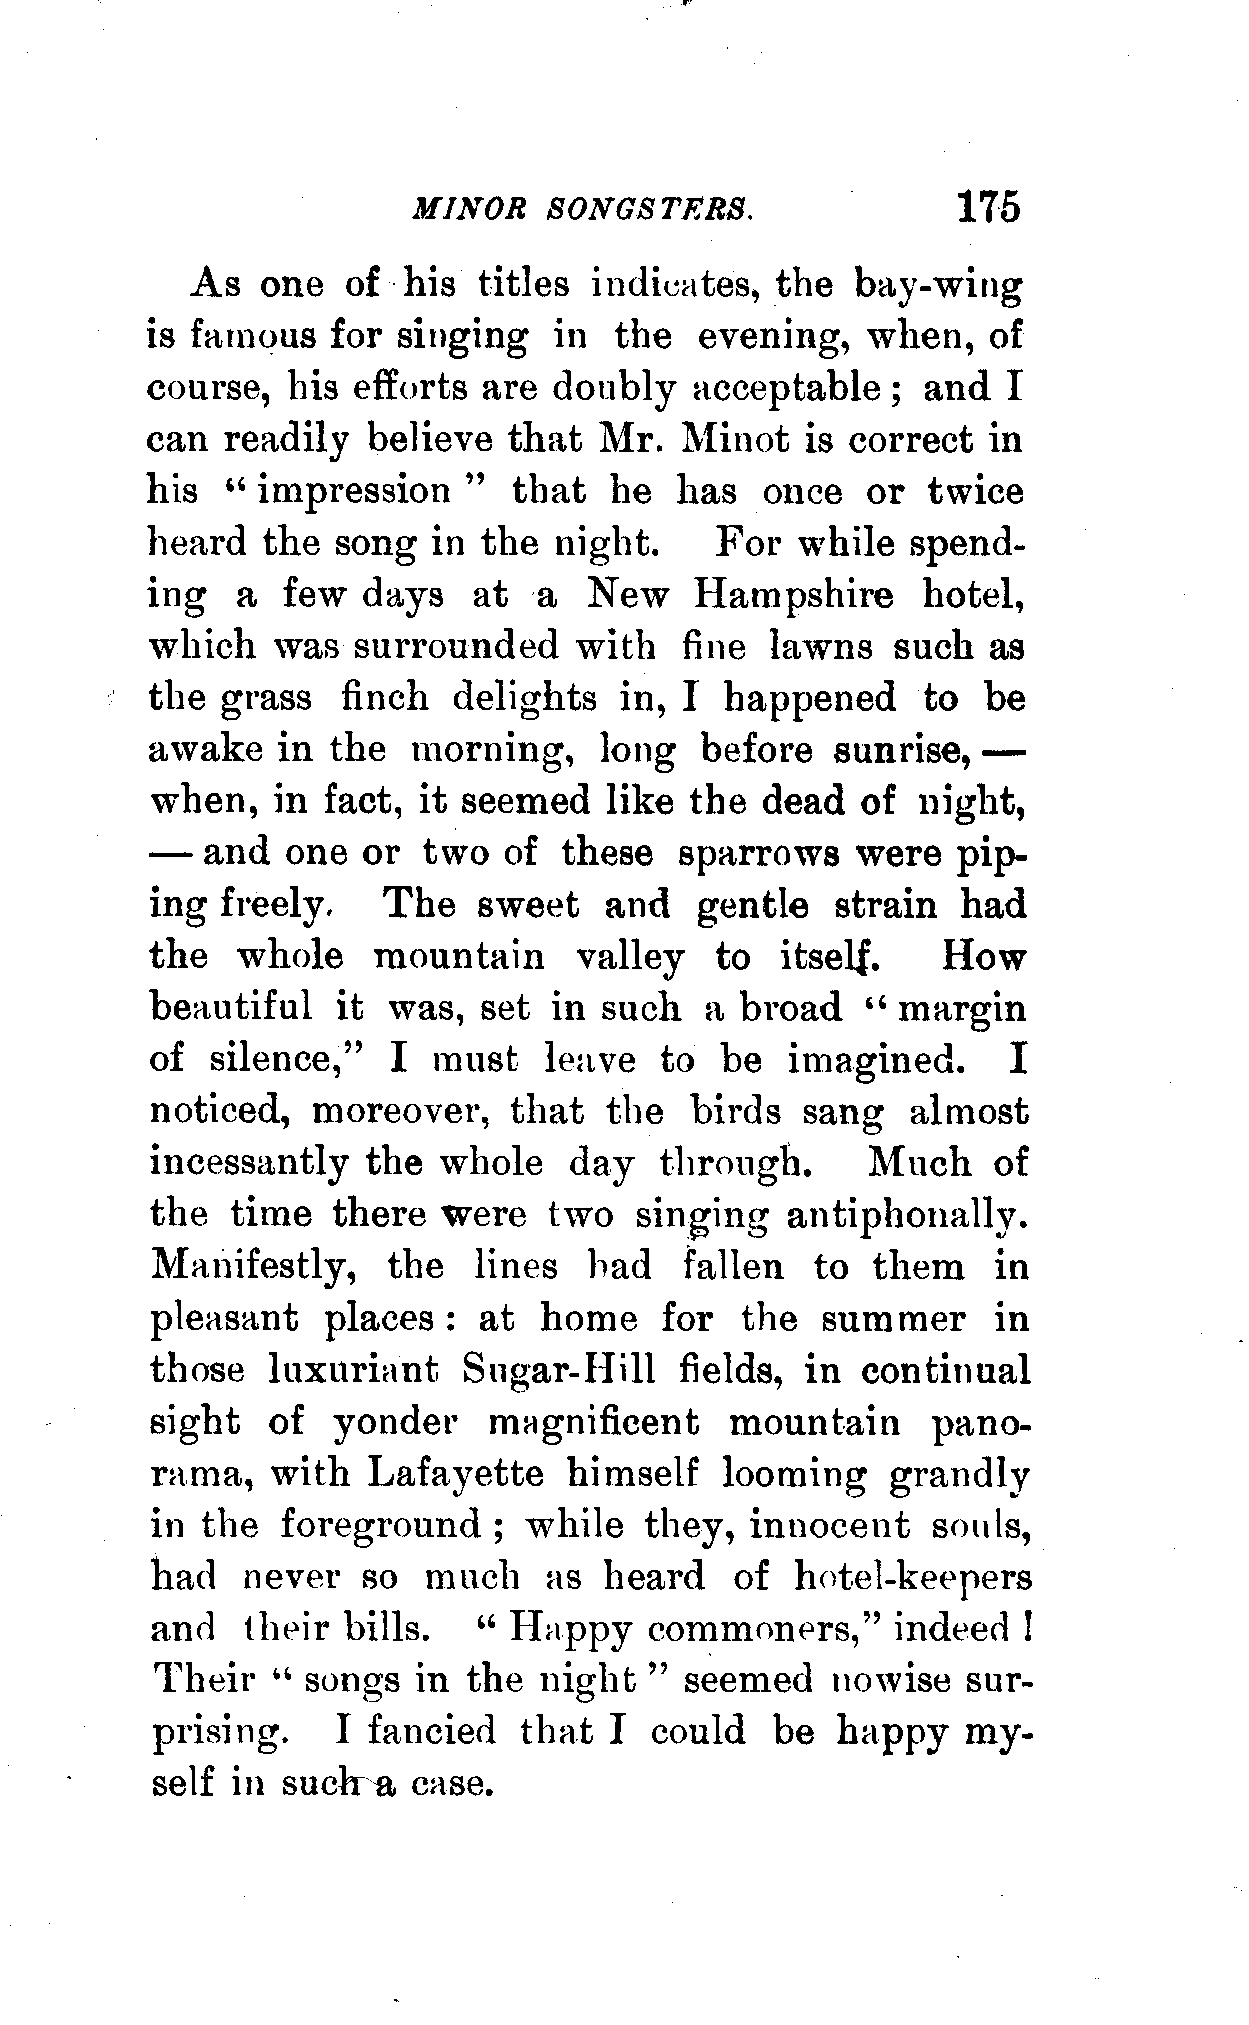 MINOR SONGSTERS. 175
As one of his titles indicates, the bay-wing
is famous for singing in the evening, when, of
course, his efforts are doubly acceptable ; and I
can readily believe that Mr. Minot is correct in
his “ impression ” that he has once or twice
heard the song in the night. For while spend-
ing a few days at a New Hampshire hotel,
which was surrounded with fine lawns such as
the grass finch delights in, I happened to be
awake in the morning, long before sunrise, —
when, in fact, it seemed like the dead of night,
— and one or two of these sparrows were pip-
ing freely. The sweet and gentle strain had
the whole mountain valley to itself. How
beautiful it was, set in such a broad “ margin
of silence,” I must leave to be imagined. I
noticed, moreover, that the birds sang almost
incessantly the whole day through. Much of
the time there were two singing antiphonally.
Manifestly, the lines had fallen to them in
pleasant places : at home for the summer in
those luxuriant Sugar-Hill fields, in continual
sight of yonder magnificent mountain pano-
rama, with Lafayette himself looming grandly
in the foreground ; while they, innocent souls,
had never so much as heard of hotel-keepers
and their bills. “ Happy commoners,” indeed !
Their “ songs in the night ” seemed nowise sur-
prising. I fancied that I could be happy my-
self in such a case.